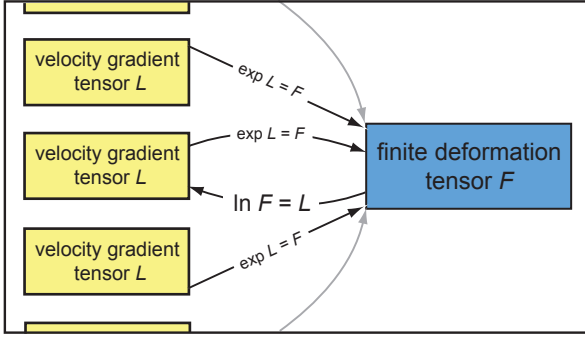 velocity gradient
tensor L
exp L = F
velocity gradient
tensor L
exp L = F
finite deformation
tensor F
ln F = L
velocity gradient
tensor L
exp L = F